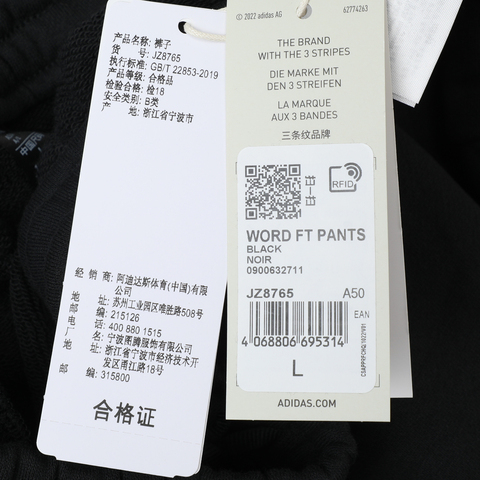 产品名称: 裤子
货 号: JZ8765
执行标准: GB/T 22853-2019
产品等级: 合格品
检验合格: 检18
安全类别: B类
产 地: 浙江省宁波市
经 销 商: 阿迪达斯体育(中国)有限
公司
地 址: 苏州工业园区唯胜路508号
邮 编: 215126
电 话: 400 880 1515
厂 名: 宁波图腾服饰有限公司
地 址: 浙江省宁波市经济技术开
发区甬江路18号
邮 编: 315800
合格证
© 2022 adidas AG
62774263
THE BRAND
WITH THE 3 STRIPES
DIE MARKE MIT
DEN 3 STREIFEN
LA MARQUE
AUX 3 BANDES
三条纹品牌
扫一扫
RFID
WORD FT PANTS
BLACK
NOIR
0900632711
JZ8765 A50
EAN
4 068806 695314
L
ADIDAS.COM